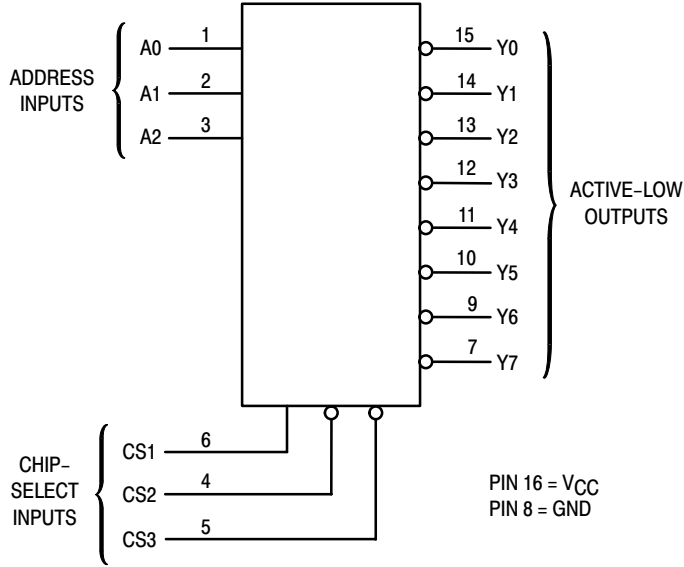 ADDRESS
INPUTS
A0 1
A1 2
A2 3
15 Y0
14 Y1
13 Y2
12 Y3
11 Y4
10 Y5
9 Y6
7 Y7
ACTIVE–LOW
OUTPUTS
CHIP–
SELECT
INPUTS
CS1 6
CS2 4
CS3 5
PIN 16 = VCC
PIN 8 = GND